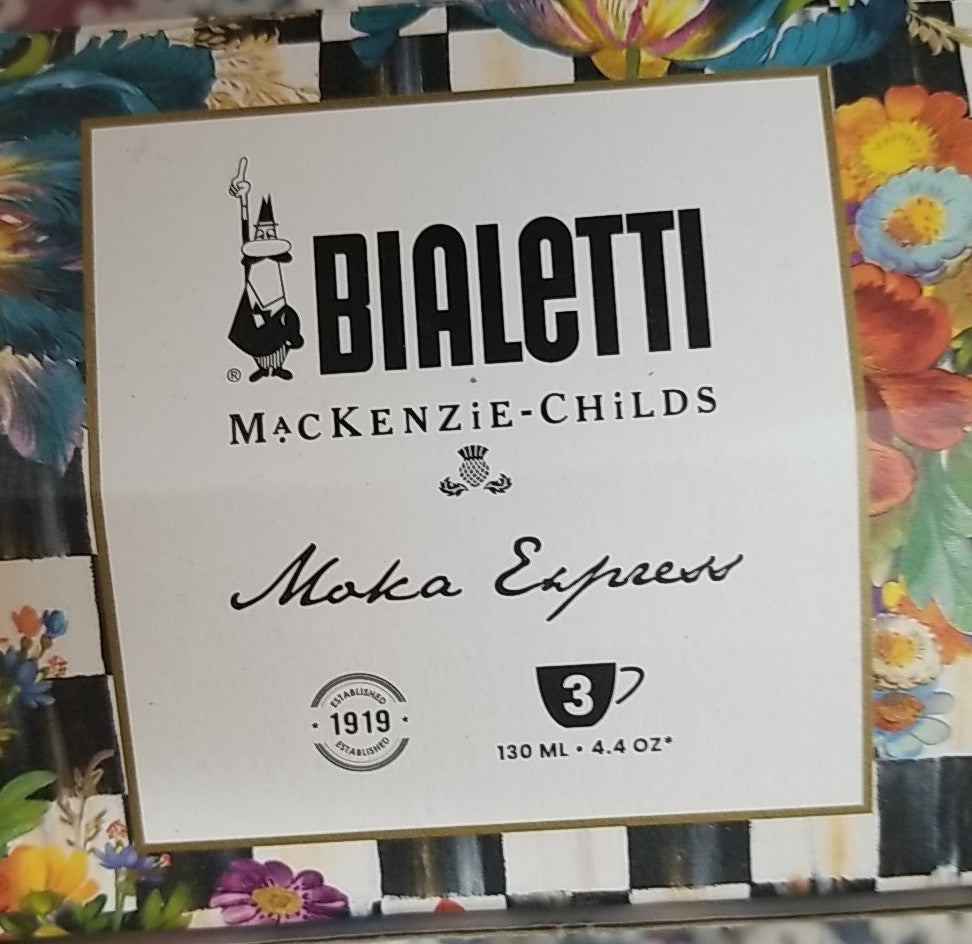 BIALETTI
®
MACKENZiE-CHiLDS
Moka Express
ESTABLISHED
1919
ESTABLISHED
3
130 ML • 4.4 OZ*